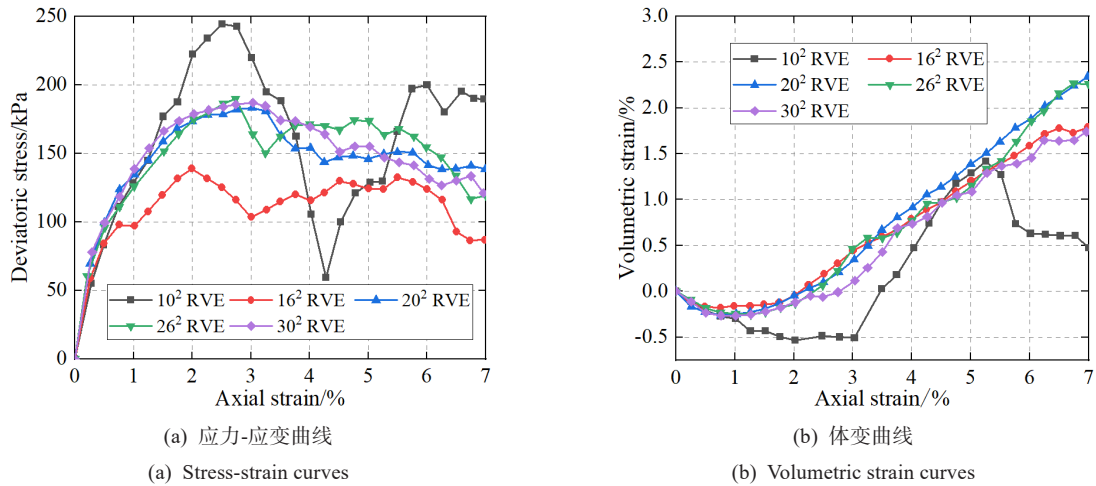 250
200
150
100
50
0
Deviatoric stress/kPa
10² RVE 16² RVE 20² RVE
26² RVE 30² RVE
0 1 2 3 4 5 6 7
Axial strain/%
(a) 应力-应变曲线
(a) Stress-strain curves
3.0
2.5
2.0
1.5
1.0
0.5
0.0
-0.5
Volumetric strain/%
10² RVE 16² RVE
20² RVE 26² RVE
30² RVE
0 1 2 3 4 5 6 7
Axial strain/%
(b) 体变曲线
(b) Volumetric strain curves